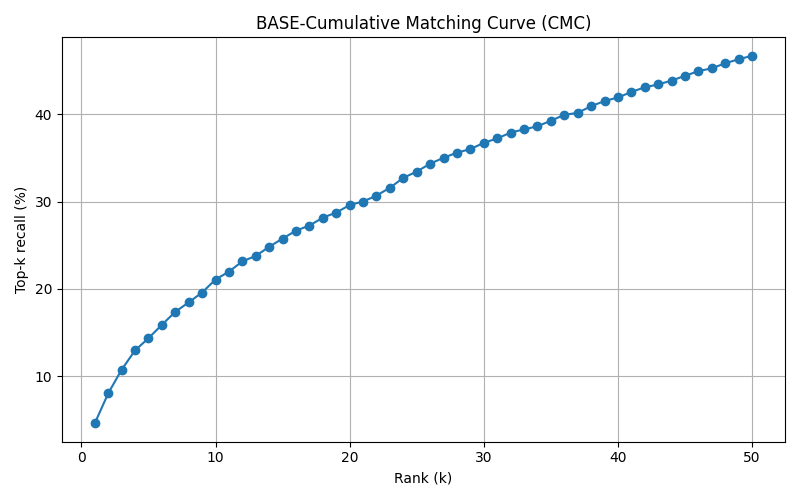 BASE-Cumulative Matching Curve (CMC)
Top-k recall (%)
40
30
20
10
0 10 20 30 40 50
Rank (k)